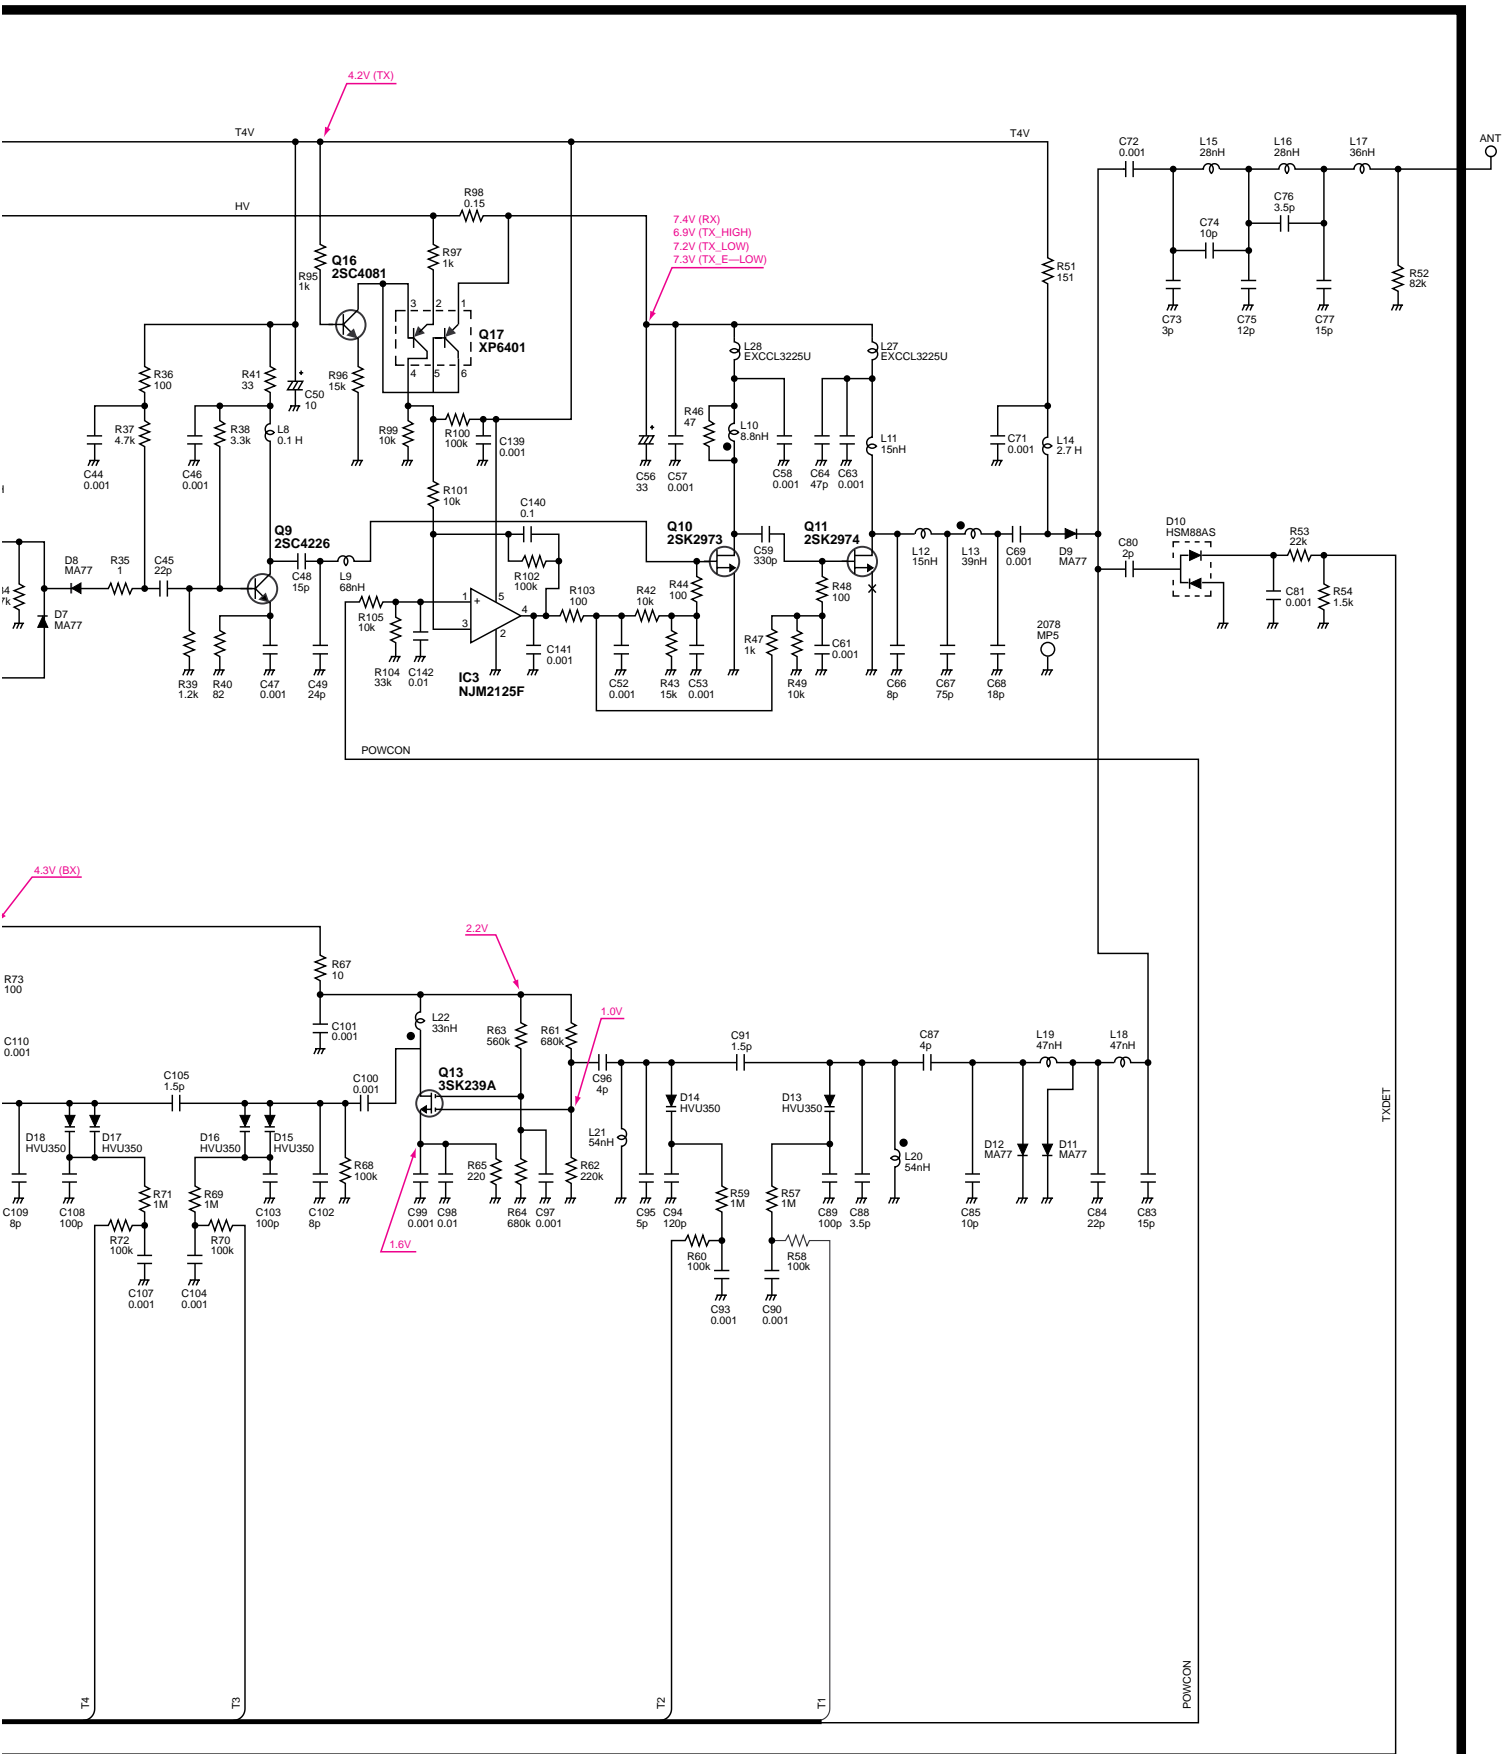 4.2V (TX)
T4V
T4V
ANT
C72
0.001
L15
28nH
L16
28nH
L17
36nH
HV
R98
0.15
7.4V (RX)
6.9V (TX_HIGH)
7.2V (TX_LOW)
7.3V (TX_E—LOW)
C76
3.5p
C74
10p
R97
1k
Q16
2SC4081
R95
1k
R51
151
R52
82k
3
2
1
C73
3p
C75
12p
C77
15p
Q17
XP6401
L28
EXCCL3225U
L27
EXCCL3225U
4
5
6
R36
100
R41
33
R96
15k
C50
10
R37
4.7k
R38
3.3k
L8
0.1 H
R99
10k
R100
100k
C139
0.001
R46
47
L10
8.8nH
L11
15nH
C71
0.001
L14
2.7 H
C44
0.001
C46
0.001
C56
33
C57
0.001
C58
0.001
C64
47p
C63
0.001
R101
10k
C140
0.1
Q9
2SC4226
Q10
2SK2973
Q11
2SK2974
D10
HSM88AS
R53
22k
C59
330p
L12
15nH
L13
39nH
C69
0.001
D9
MA77
C80
2p
D8
MA77
R35
1
C45
22p
C48
15p
L9
68nH
R102
100k
R44
100
R48
100
C81
0.001
R54
1.5k
D7
MA77
R105
10k
1
+
5
4
3
2
R103
100
R42
10k
R47
1k
C61
0.001
2078
MP5
R39
1.2k
R40
82
C47
0.001
C49
24p
R104
33k
C142
0.01
IC3
NJM2125F
C141
0.001
C52
0.001
R43
15k
C53
0.001
R49
10k
C66
8p
C67
75p
C68
18p
POWCON
4.3V (BX)
2.2V
R67
10
R73
100
1.0V
C101
0.001
L22
33nH
R63
560k
R61
680k
C110
0.001
C91
1.5p
C87
4p
L19
47nH
L18
47nH
C105
1.5p
C100
0.001
Q13
3SK239A
C96
4p
D14
HVU350
D13
HVU350
TXDET
D18
HVU350
D17
HVU350
D16
HVU350
D15
HVU350
L21
54nH
L20
54nH
D12
MA77
D11
MA77
R68
100k
R65
220
R62
220k
R71
1M
R69
1M
R59
1M
R57
1M
C109
8p
C108
100p
C103
100p
C102
8p
C99
0.001
C98
0.01
R64
680k
C97
0.001
C95
5p
C94
120p
C89
100p
C88
3.5p
C85
10p
C84
22p
C83
15p
R72
100k
R70
100k
1.6V
R60
100k
R58
100k
C107
0.001
C104
0.001
C93
0.001
C90
0.001
T4
T3
T2
T1
POWCON